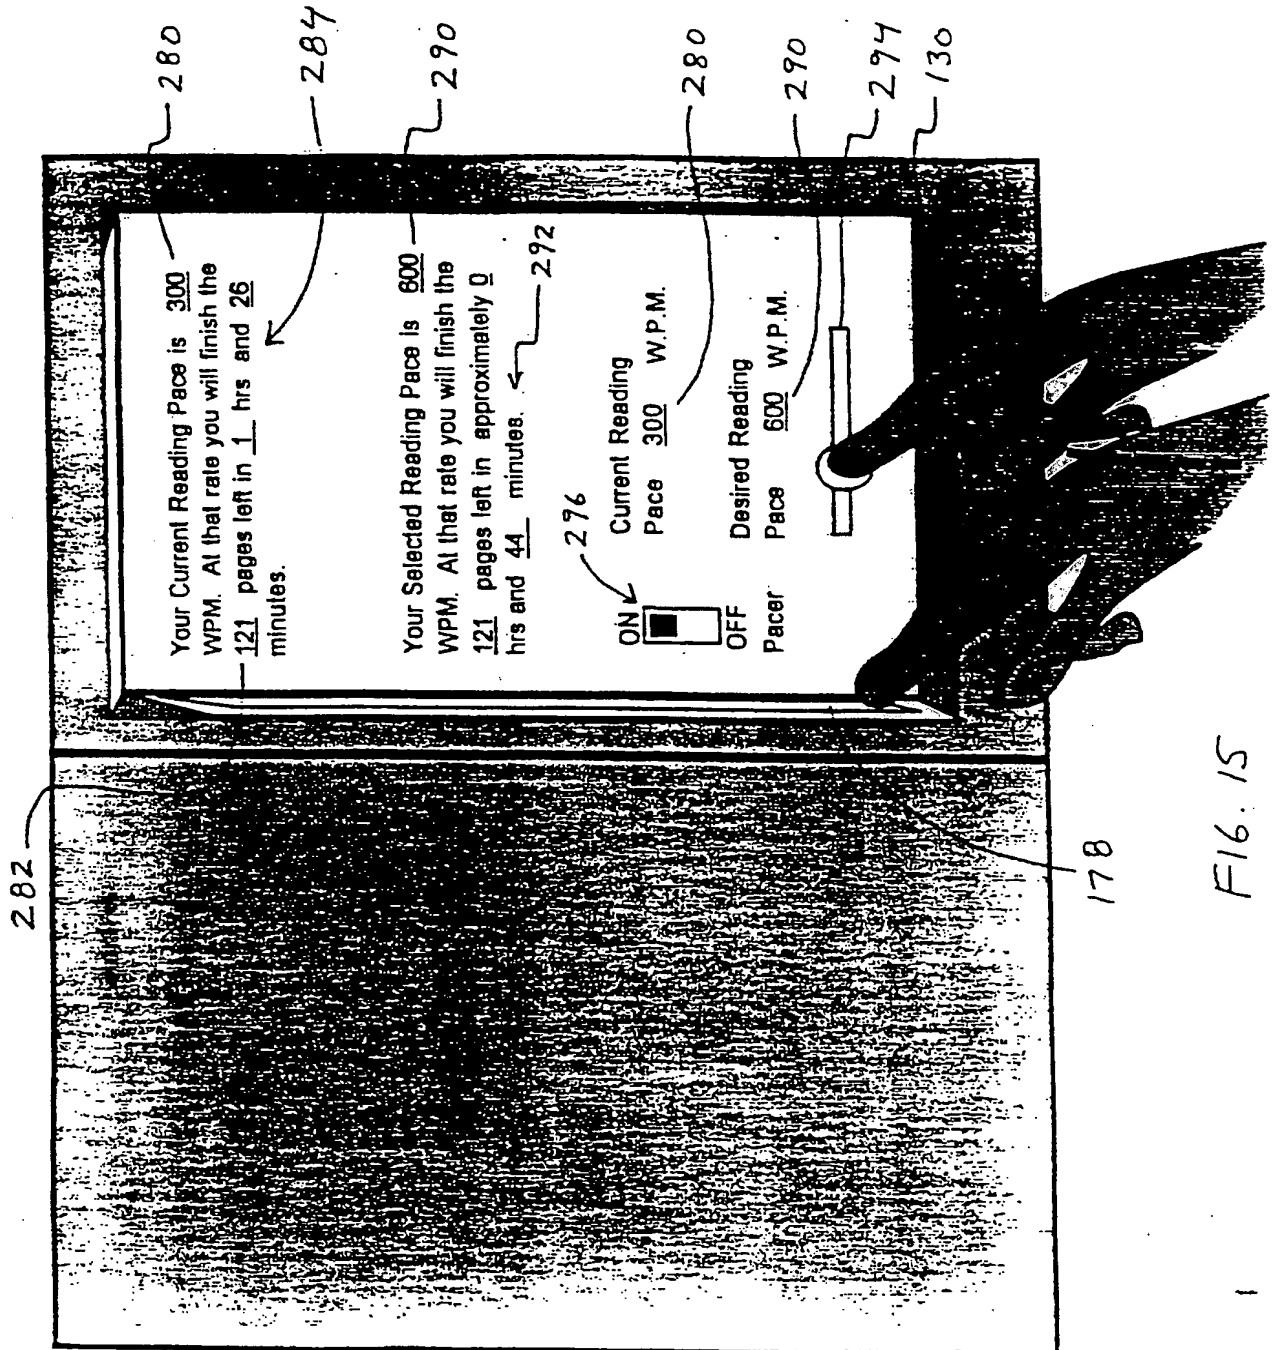 282
Your Current Reading Pace is 300
WPM. At that rate you will finish the
121 pages left in 1 hrs and 26
minutes.
280
284
Your Selected Reading Pace is 600
WPM. At that rate you will finish the
121 pages left in approximately 0
hrs and 44 minutes.
290
292
296
ON
OFF
Pacer
Current Reading
Pace 300 W.P.M.
280
Desired Reading
Pace 600 W.P.M.
290
294
130
178
FIG. 15